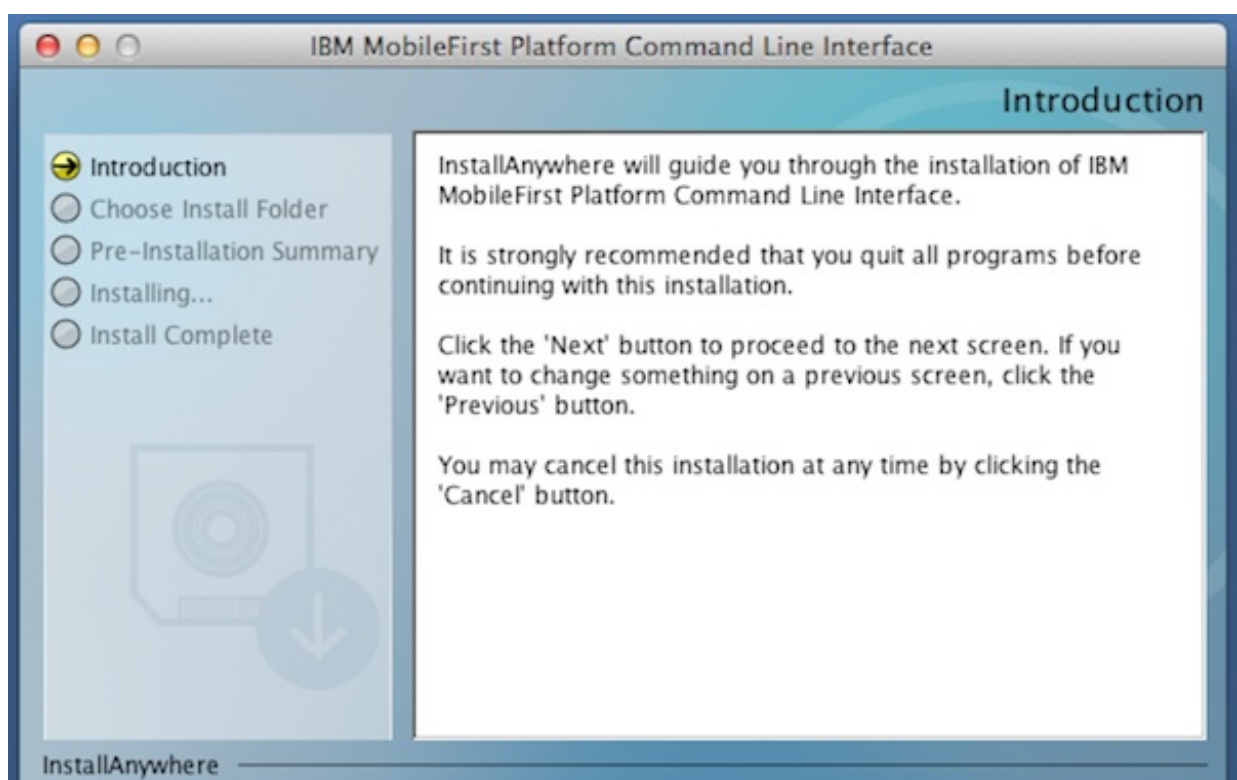 IBM MobileFirst Platform Command Line Interface
Introduction
Introduction
Choose Install Folder
Pre-Installation Summary
Installing...
Install Complete
InstallAnywhere will guide you through the installation of IBM
MobileFirst Platform Command Line Interface.
It is strongly recommended that you quit all programs before
continuing with this installation.
Click the 'Next' button to proceed to the next screen. If you
want to change something on a previous screen, click the
'Previous' button.
You may cancel this installation at any time by clicking the
'Cancel' button.
InstallAnywhere